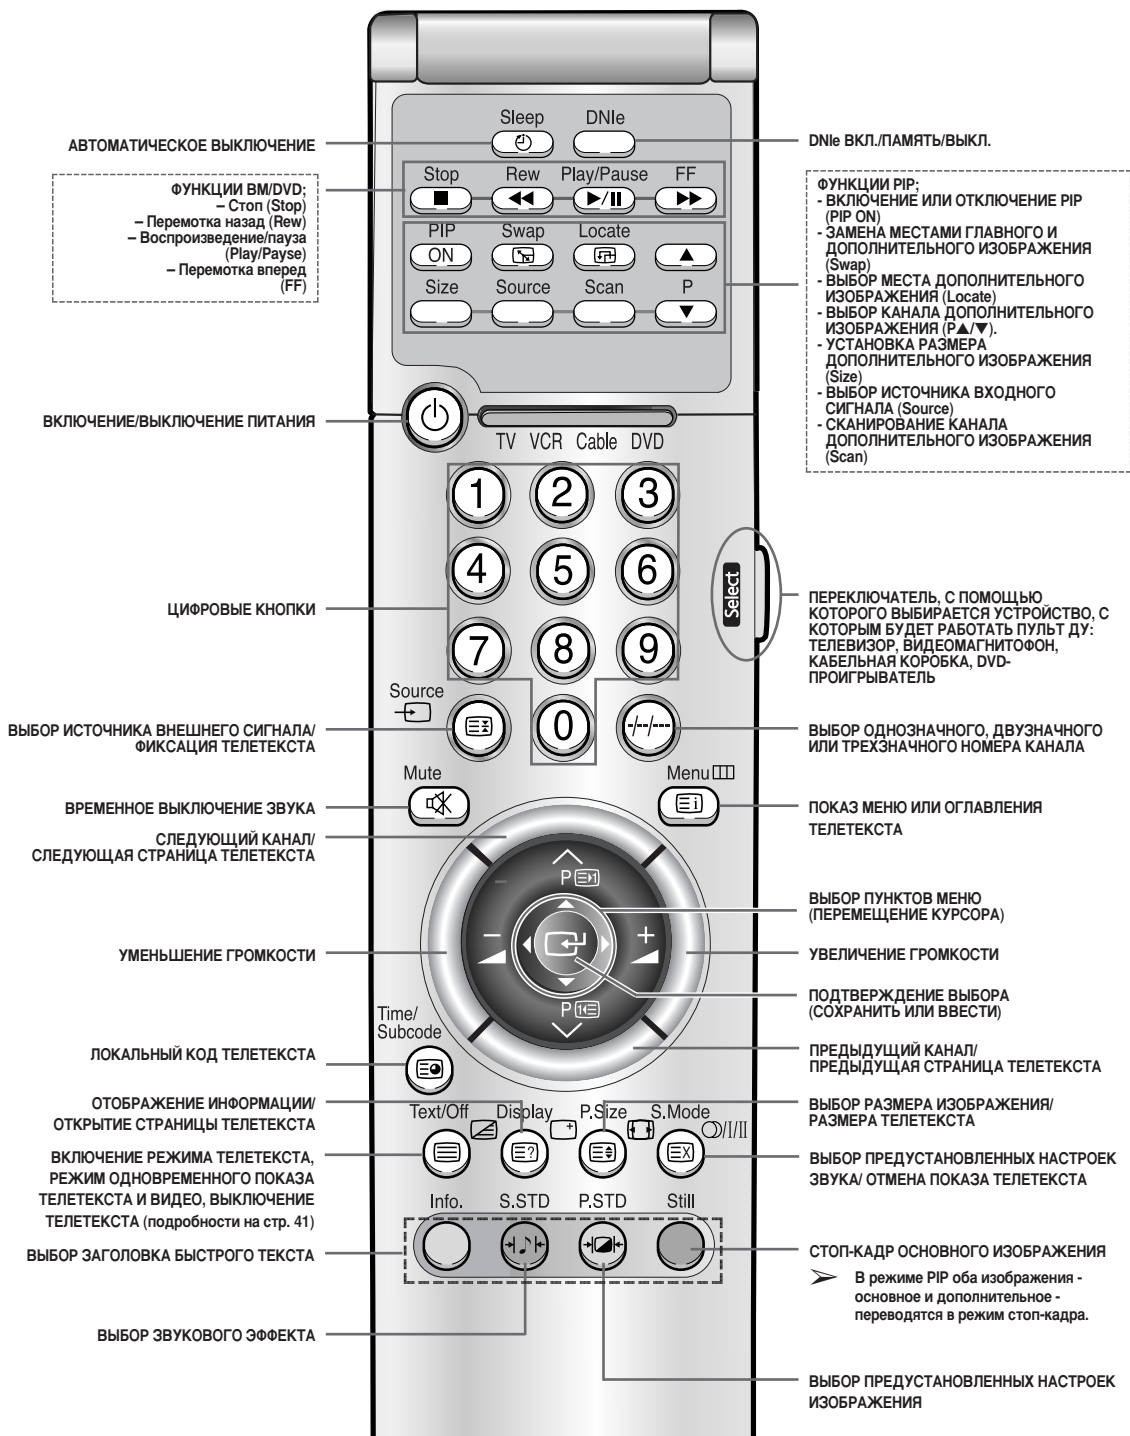 Sleep
DNIe
Stop
Rew
Play/Pause
FF
PIP
Swap
Locate
ON
Size
Source
Scan
P
TV
VCR
Cable
DVD
1
2
3
4
5
6
7
8
9
0
-/--/---
Select
Source
Mute
Menu
P
P
Time/
Subcode
Text/Off
Display
P.Size
S.Mode
I/II
Info.
S.STD
P.STD
Still
АВТОМАТИЧЕСКОЕ ВЫКЛЮЧЕНИЕ
ФУНКЦИИ ВМ/DVD;
– Стоп (Stop)
– Перемотка назад (Rew)
– Воспроизведение/пауза
(Play/Payse)
– Перемотка вперед
(FF)
ВКЛЮЧЕНИЕ/ВЫКЛЮЧЕНИЕ ПИТАНИЯ
ЦИФРОВЫЕ КНОПКИ
ВЫБОР ИСТОЧНИКА ВНЕШНЕГО СИГНАЛА/
ФИКСАЦИЯ ТЕЛЕТЕКСТА
ВРЕМЕННОЕ ВЫКЛЮЧЕНИЕ ЗВУКА
СЛЕДУЮЩИЙ КАНАЛ/
СЛЕДУЮЩАЯ СТРАНИЦА ТЕЛЕТЕКСТА
УМЕНЬШЕНИЕ ГРОМКОСТИ
ЛОКАЛЬНЫЙ КОД ТЕЛЕТЕКСТА
ОТОБРАЖЕНИЕ ИНФОРМАЦИИ/
ОТКРЫТИЕ СТРАНИЦЫ ТЕЛЕТЕКСТА
ВКЛЮЧЕНИЕ РЕЖИМА ТЕЛЕТЕКСТА,
РЕЖИМ ОДНОВРЕМЕННОГО ПОКАЗА
ТЕЛЕТЕКСТА И ВИДЕО, ВЫКЛЮЧЕНИЕ
ТЕЛЕТЕКСТА (подробности на стр. 41)
ВЫБОР ЗАГОЛОВКА БЫСТРОГО ТЕКСТА
ВЫБОР ЗВУКОВОГО ЭФФЕКТА
DNIe ВКЛ./ПАМЯТЬ/ВЫКЛ.
ФУНКЦИИ PIP;
- ВКЛЮЧЕНИЕ ИЛИ ОТКЛЮЧЕНИЕ PIP
(PIP ON)
- ЗАМЕНА МЕСТАМИ ГЛАВНОГО И
ДОПОЛНИТЕЛЬНОГО ИЗОБРАЖЕНИЯ
(Swap)
- ВЫБОР МЕСТА ДОПОЛНИТЕЛЬНОГО
ИЗОБРАЖЕНИЯ (Locate)
- ВЫБОР КАНАЛА ДОПОЛНИТЕЛЬНОГО
ИЗОБРАЖЕНИЯ (P▲/▼).
- УСТАНОВКА РАЗМЕРА
ДОПОЛНИТЕЛЬНОГО ИЗОБРАЖЕНИЯ
(Size)
- ВЫБОР ИСТОЧНИКА ВХОДНОГО
СИГНАЛА (Source)
- СКАНИРОВАНИЕ КАНАЛА
ДОПОЛНИТЕЛЬНОГО ИЗОБРАЖЕНИЯ
(Scan)
ПЕРЕКЛЮЧАТЕЛЬ, С ПОМОЩЬЮ
КОТОРОГО ВЫБИРАЕТСЯ УСТРОЙСТВО, С
КОТОРЫМ БУДЕТ РАБОТАТЬ ПУЛЬТ ДУ:
ТЕЛЕВИЗОР, ВИДЕОМАГНИТОФОН,
КАБЕЛЬНАЯ КОРОБКА, DVD-
ПРОИГРЫВАТЕЛЬ
ВЫБОР ОДНОЗНАЧНОГО, ДВУЗНАЧНОГО
ИЛИ ТРЕХЗНАЧНОГО НОМЕРА КАНАЛА
ПОКАЗ МЕНЮ ИЛИ ОГЛАВЛЕНИЯ
ТЕЛЕТЕКСТА
ВЫБОР ПУНКТОВ МЕНЮ
(ПЕРЕМЕЩЕНИЕ КУРСОРА)
УВЕЛИЧЕНИЕ ГРОМКОСТИ
ПОДТВЕРЖДЕНИЕ ВЫБОРА
(СОХРАНИТЬ ИЛИ ВВЕСТИ)
ПРЕДЫДУЩИЙ КАНАЛ/
ПРЕДЫДУЩАЯ СТРАНИЦА ТЕЛЕТЕКСТА
ВЫБОР РАЗМЕРА ИЗОБРАЖЕНИЯ/
РАЗМЕРА ТЕЛЕТЕКСТА
ВЫБОР ПРЕДУСТАНОВЛЕННЫХ НАСТРОЕК
ЗВУКА/ ОТМЕНА ПОКАЗА ТЕЛЕТЕКСТА
СТОП-КАДР ОСНОВНОГО ИЗОБРАЖЕНИЯ
➢ В режиме PIP оба изображения -
основное и дополнительное -
переводятся в режим стоп-кадра.
ВЫБОР ПРЕДУСТАНОВЛЕННЫХ НАСТРОЕК
ИЗОБРАЖЕНИЯ